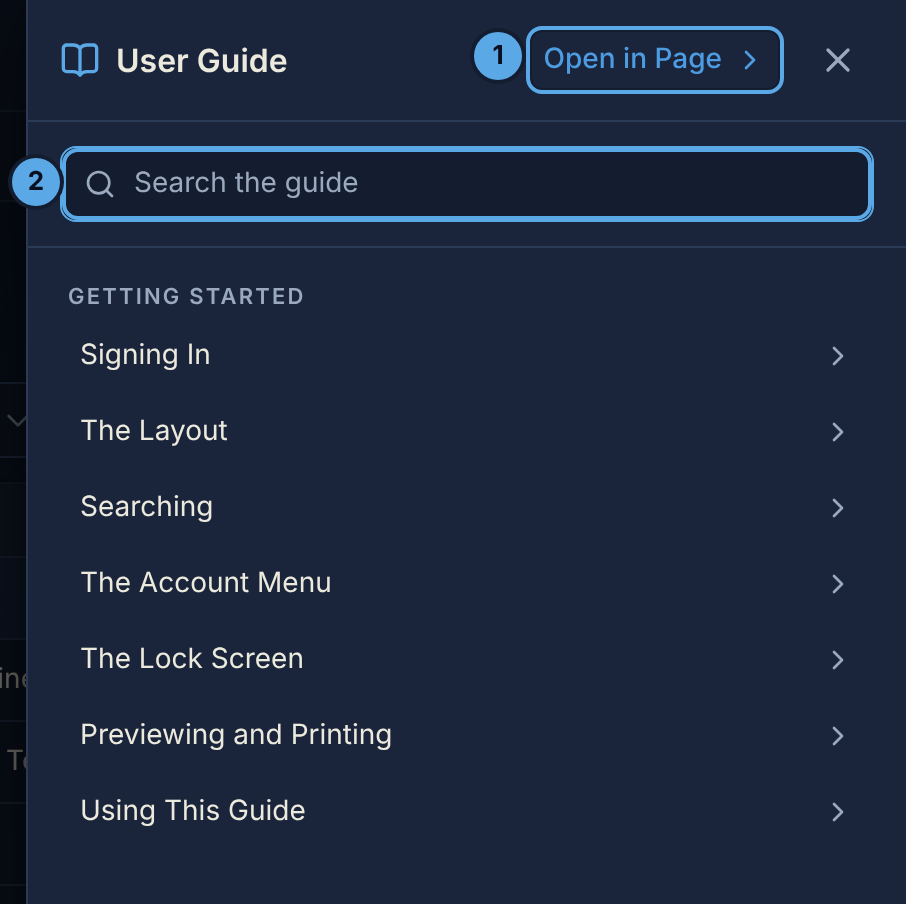 User Guide
1
Open in Page
2
Search the guide
GETTING STARTED
Signing In
The Layout
Searching
The Account Menu
The Lock Screen
Previewing and Printing
Using This Guide